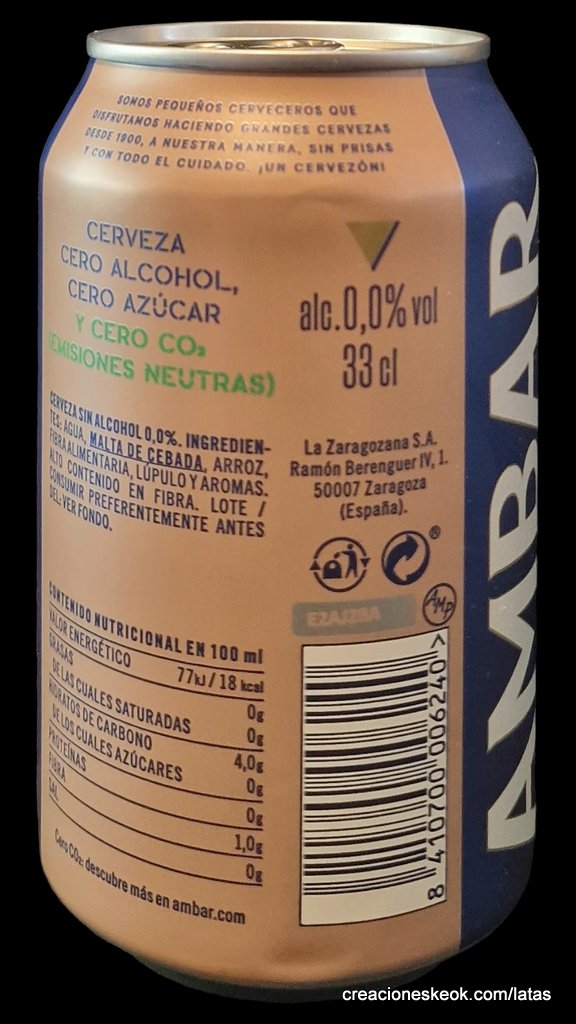 SOMOS PEQUEÑOS CERVECEROS QUE
DISFRUTAMOS HACIENDO GRANDES CERVEZAS
DESDE 1900, A NUESTRA MANERA, SIN PRISAS
Y CON TODO EL CUIDADO. ¡UN CERVEZÓN!
CERVEZA
CERO ALCOHOL,
CERO AZÚCAR
Y CERO CO₂
(EMISIONES NEUTRAS)
CERVEZA SIN ALCOHOL 0,0%. INGREDIEN-
TES: AGUA, MALTA DE CEBADA, ARROZ,
FIBRA ALIMENTARIA, LÚPULO Y AROMAS.
ALTO CONTENIDO EN FIBRA. LOTE /
CONSUMIR PREFERENTEMENTE ANTES
DEL: VER FONDO.
CONTENIDO NUTRICIONAL EN 100 ml
VALOR ENERGÉTICO 77kJ/18 kcal
GRASAS 0g
DE LAS CUALES SATURADAS 0g
HIDRATOS DE CARBONO 4,0g
DE LOS CUALES AZÚCARES 0g
PROTEÍNAS 0g
FIBRA 1,0g
SAL 0g
Cero CO₂: descubre más en ambar.com
alc.0,0% vol
33 cl
La Zaragozana S.A.
Ramón Berenguer IV, 1.
50007 Zaragoza
(España).
®
AMP
8 410700 006240 >
AMBAR
creacioneskeok.com/latas